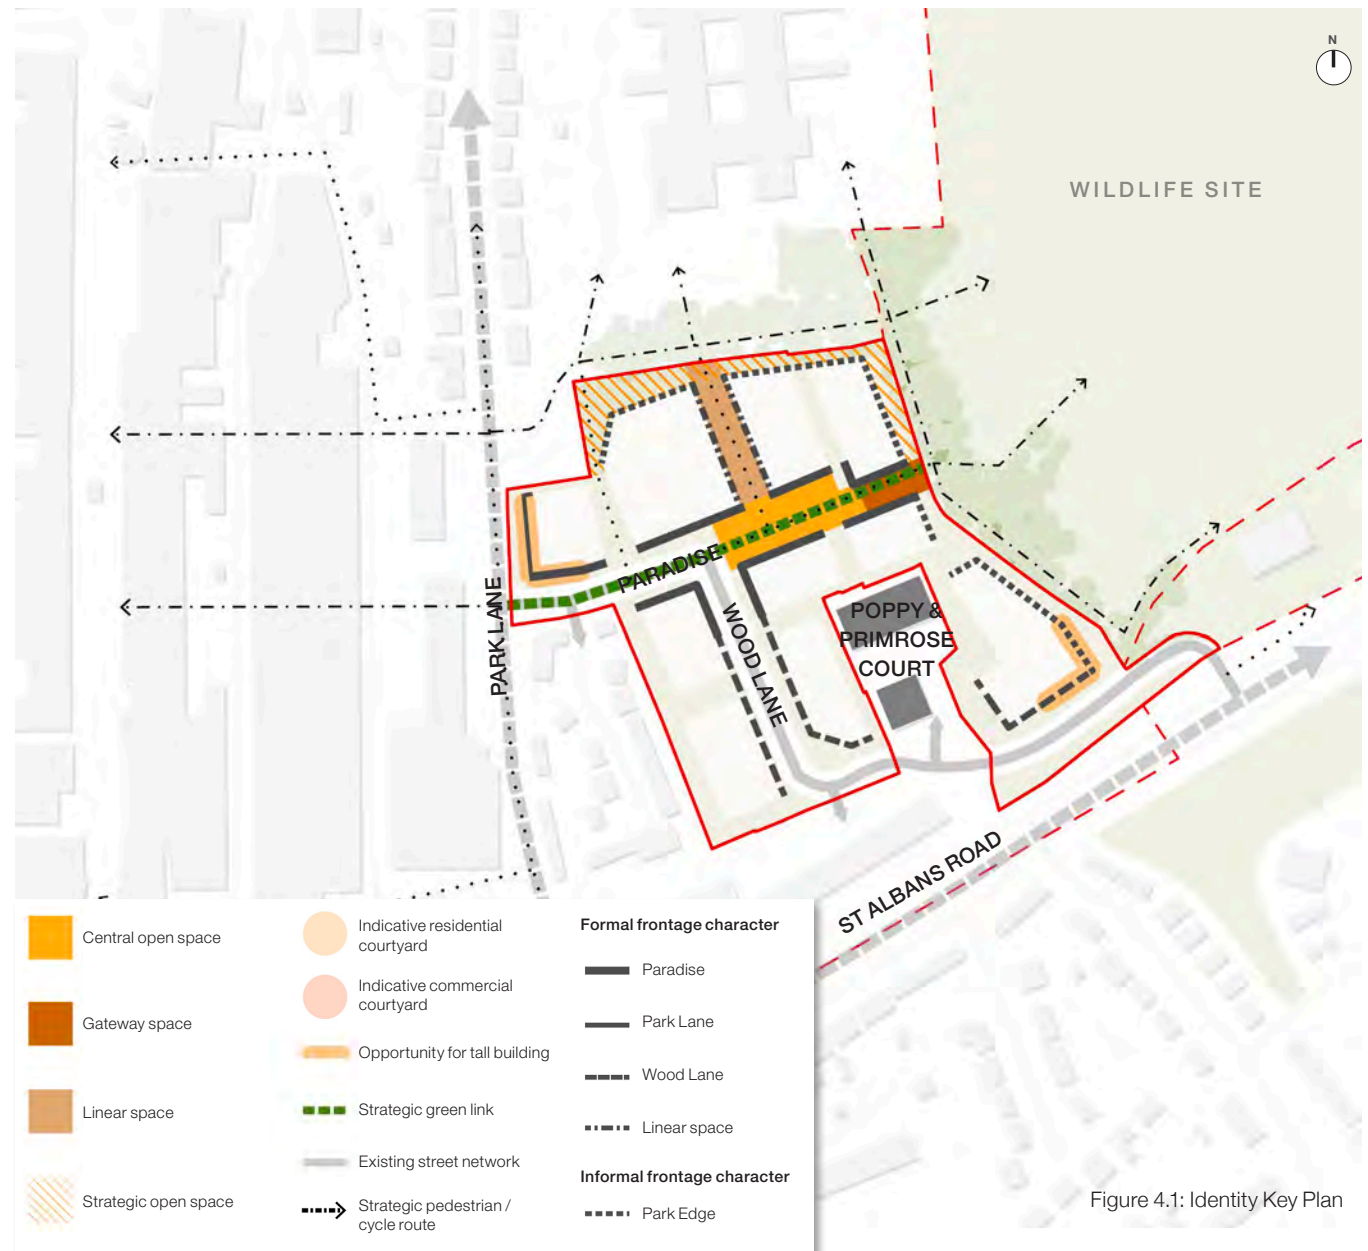 N
WILDLIFE SITE
PARADISE
PARK LANE
WOOD LANE
POPPY &
PRIMROSE
COURT
ST ALBANS ROAD
Central open space
Gateway space
Linear space
Strategic open space
Indicative residential
courtyard
Indicative commercial
courtyard
Opportunity for tall building
Strategic green link
Existing street network
Strategic pedestrian /
cycle route
Formal frontage character
Paradise
Park Lane
Wood Lane
Linear space
Informal frontage character
Park Edge
Figure 4.1: Identity Key Plan